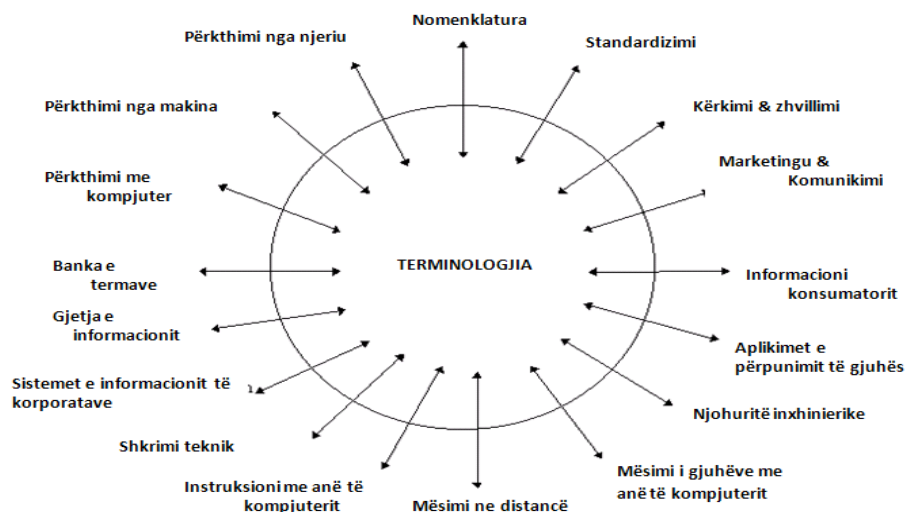 Nomenklatura
Përkthimi nga njeriu
Standardizimi
Përkthimi nga makina
Kërkimi & zhvillimi
Përkthimi me
kompjuter
Marketingu &
Komunikimi
TERMINOLOGJIA
Banka e
termave
Informacioni
konsumatorit
Gjetja e
informacionit
Aplikimet e
përpunimit të gjuhës
Sistemet e informacionit të
korporatave
Njohuritë inxhinierike
Shkrimi teknik
Mësimi i gjuhëve me
anë të kompjuterit
Instruksioni me anë të
kompjuterit
Mësimi ne distancë